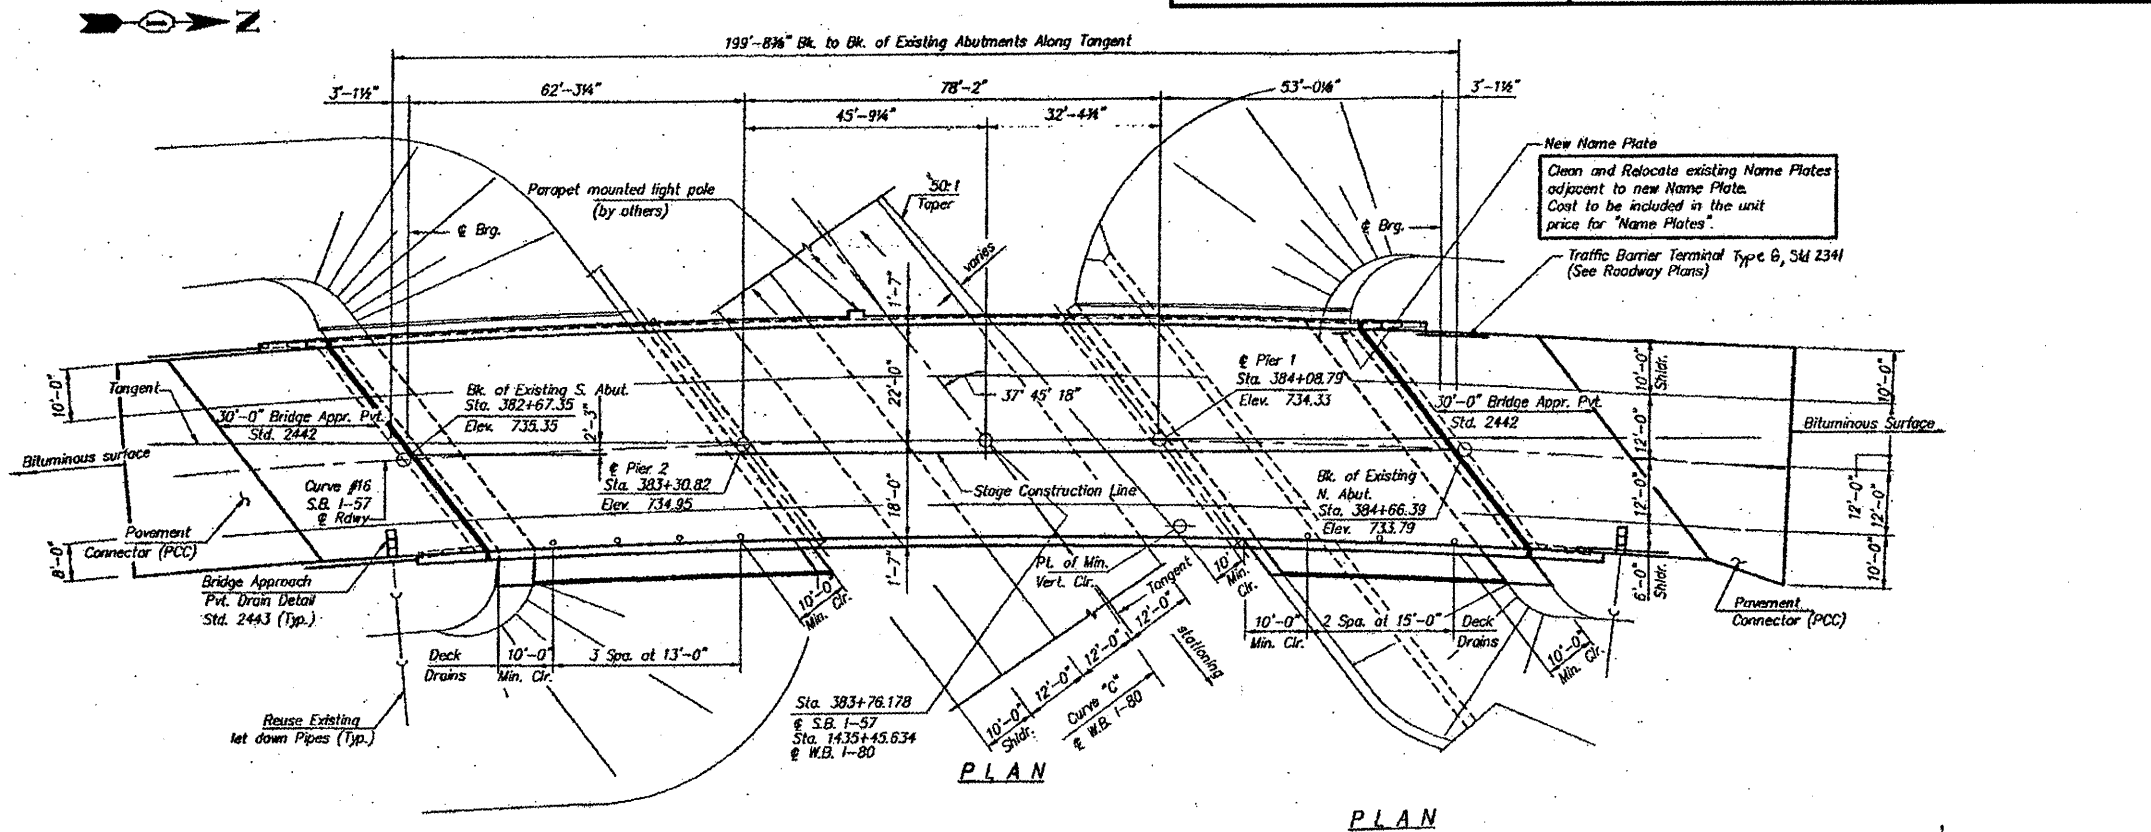 N
199'-8⅜" Bk. to Bk. of Existing Abutments Along Tangent
3'-1½"
62'-3¼"
78'-2"
53'-0⅛"
3'-1½"
45'-9¼"
32'-4¾"
New Name Plate
Clean and Relocate existing Name Plates
adjacent to new Name Plate.
Cost to be included in the unit
price for "Name Plates".
Parapet mounted light pole
(by others)
50:1
Taper
℄ Brg.
℄ Brg.
varies
Traffic Barrier Terminal Type 6, Std 2341
(See Roadway Plans)
1'-7"
10'-0"
Tangent
30'-0" Bridge Appr. Pvt.
Std. 2442
Bk. of Existing S. Abut.
Sta. 382+67.35
Elev. 735.35
2'-3"
22'-0"
37° 45' 18"
℄ Pier 1
Sta. 384+08.79
Elev. 734.33
30'-0" Bridge Appr. Pvt.
Std. 2442
10'-0"
Shldr.
12'-0"
10'-0"
Bituminous Surface
Bituminous surface
Curve #16
S.B. I-57
℄ Rdwy
℄ Pier 2
Sta. 383+30.82
Elev. 734.95
18'-0"
Stage Construction Line
Bk. of Existing
N. Abut.
Sta. 384+66.39
Elev. 733.79
12'-0"
12'-0"
12'-0"
Pavement
Connector (PCC)
8'-0"
Bridge Approach
Pvt. Drain Detail
Std. 2443 (Typ.)
1'-7"
Pt. of Min.
Vert. Clr.
Tangent
10'
Min.
Clr.
10'-0"
Min.
Clr.
6'-0"
Shldr.
10'-0"
Pavement
Connector (PCC)
Deck
Drains
10'-0"
Min. Clr.
3 Spa. at 13'-0"
12'-0"
12'-0"
12'-0"
10'-0"
Shldr.
stationing
10'-0"
Min. Clr.
2 Spa. at 15'-0"
Deck
Drains
10'-0"
Min. Clr.
Curve "C"
℄ W.B. I-80
Reuse Existing
let down Pipes (Typ.)
Sta. 383+76.178
℄ S.B. I-57
Sta. 1435+45.634
℄ W.B. I-80
PLAN
PLAN